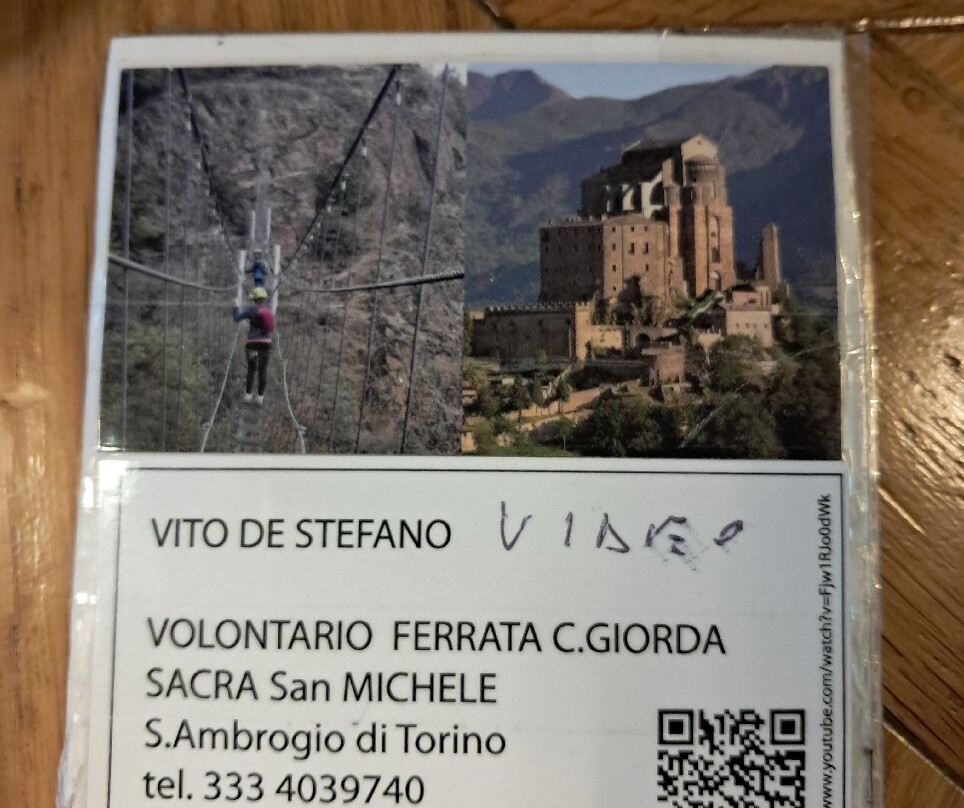 VITO DE STEFANO VIDEO
VOLONTARIO FERRATA C.GIORDA
SACRA San MICHELE
S.Ambrogio di Torino
tel. 333 4039740
www.youtube.com/watch?v=Fjw1RJo0dWk